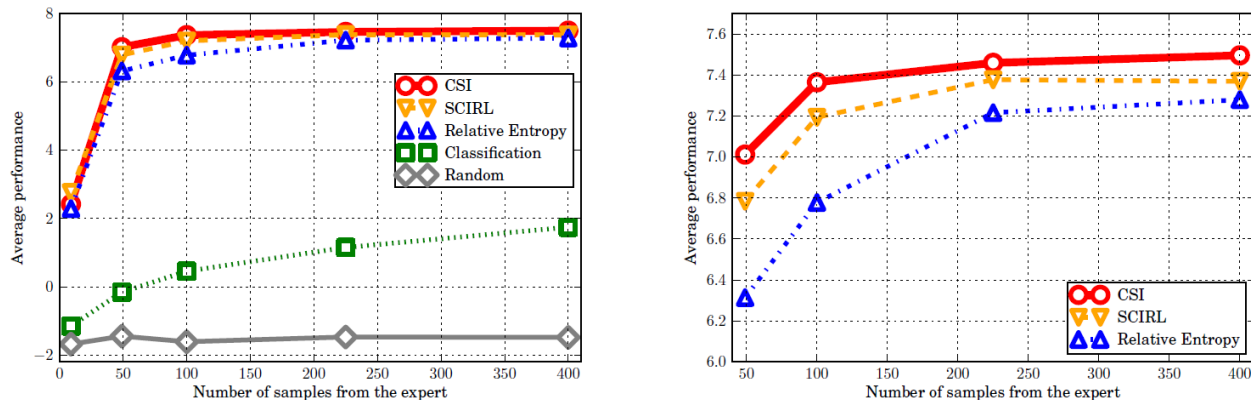 8
6
4
2
0
−2
Average performance
0 50 100 150 200 250 300 350 400
Number of samples from the expert
CSI
SCIRL
Relative Entropy
Classification
Random
7.6
7.4
7.2
7.0
6.8
6.6
6.4
6.2
6.0
Average performance
50 100 150 200 250 300 350 400
Number of samples from the expert
CSI
SCIRL
Relative Entropy